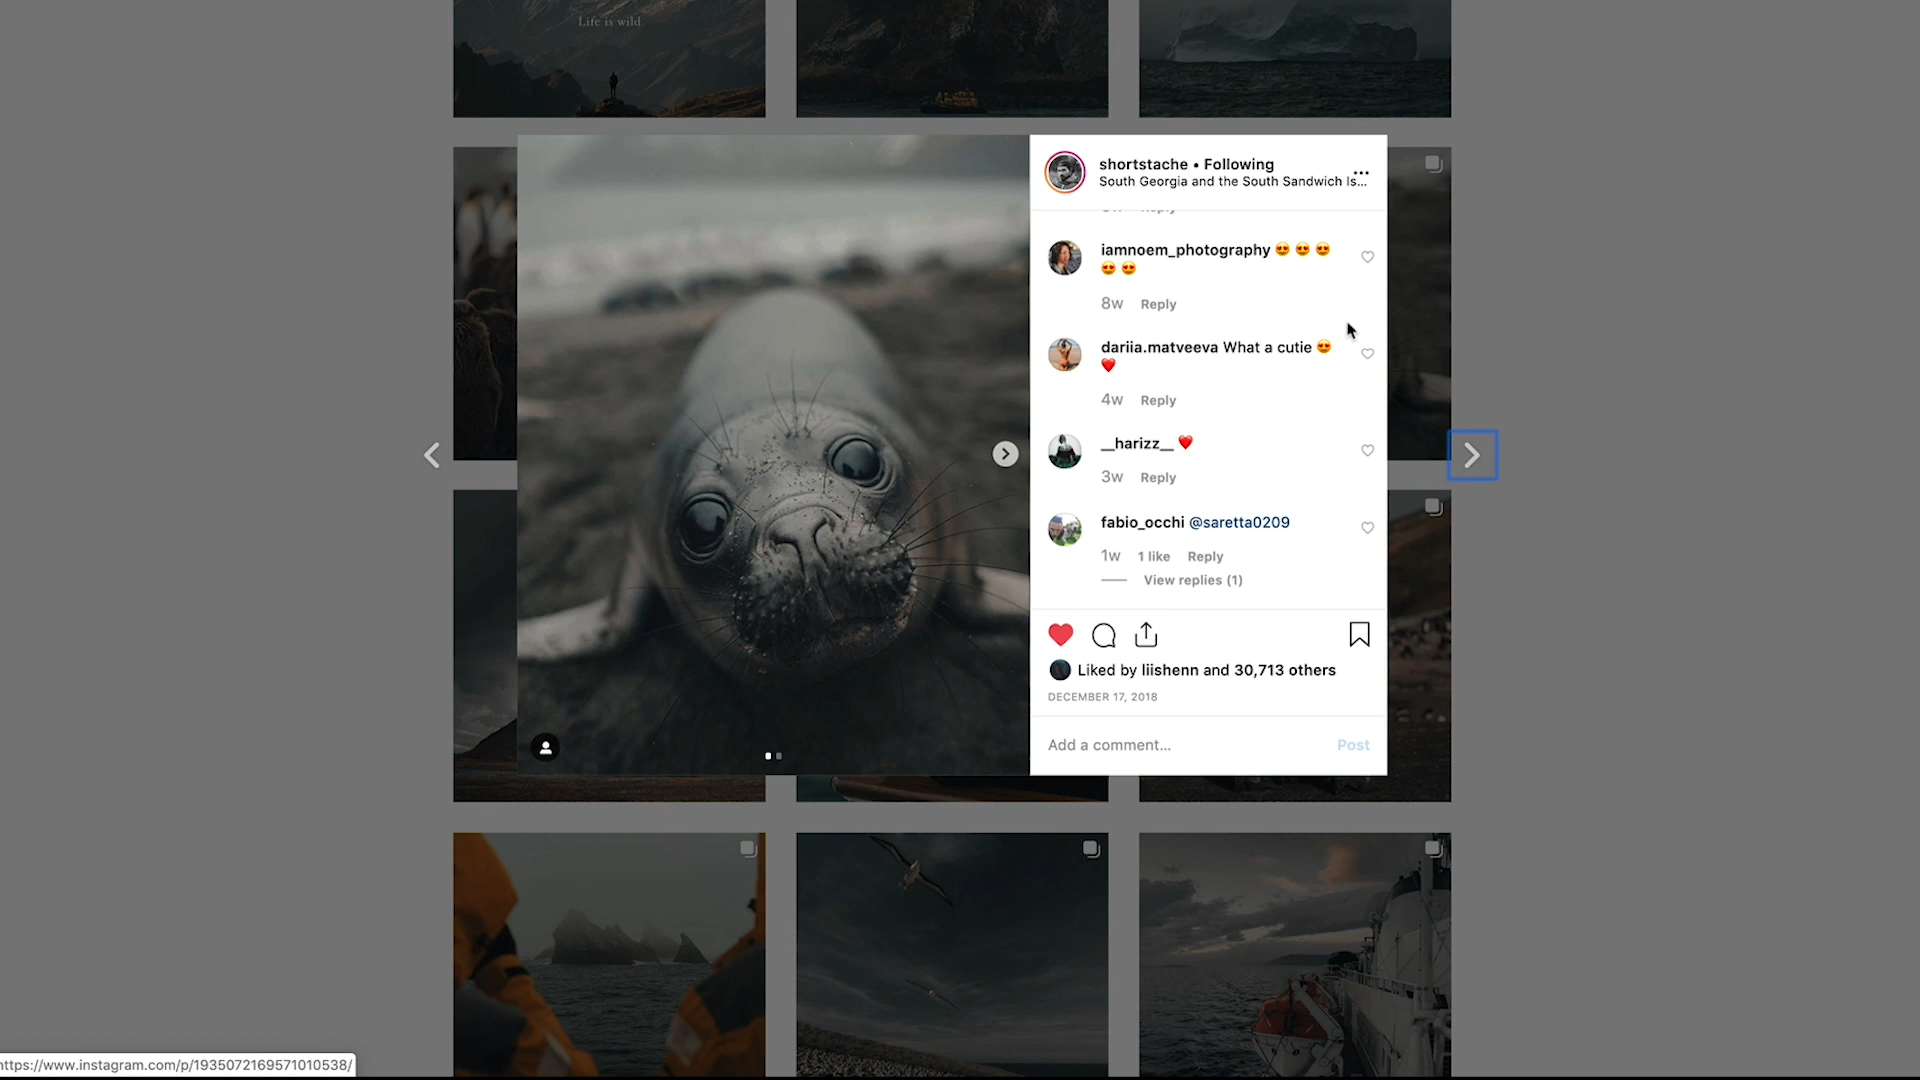 Life is wild
shortstache • Following
South Georgia and the South Sandwich Is...
Reply
iamnoem_photography 😍 😍 😍
😍 😍
8w Reply
dariia.matveeva What a cutie 😍
❤️
4w Reply
__harizz__ ❤️
3w Reply
fabio_occhi @saretta0209
1w 1 like Reply
View replies (1)
Liked by liishenn and 30,713 others
DECEMBER 17, 2018
Add a comment... Post
https://www.instagram.com/p/1935072169571010538/